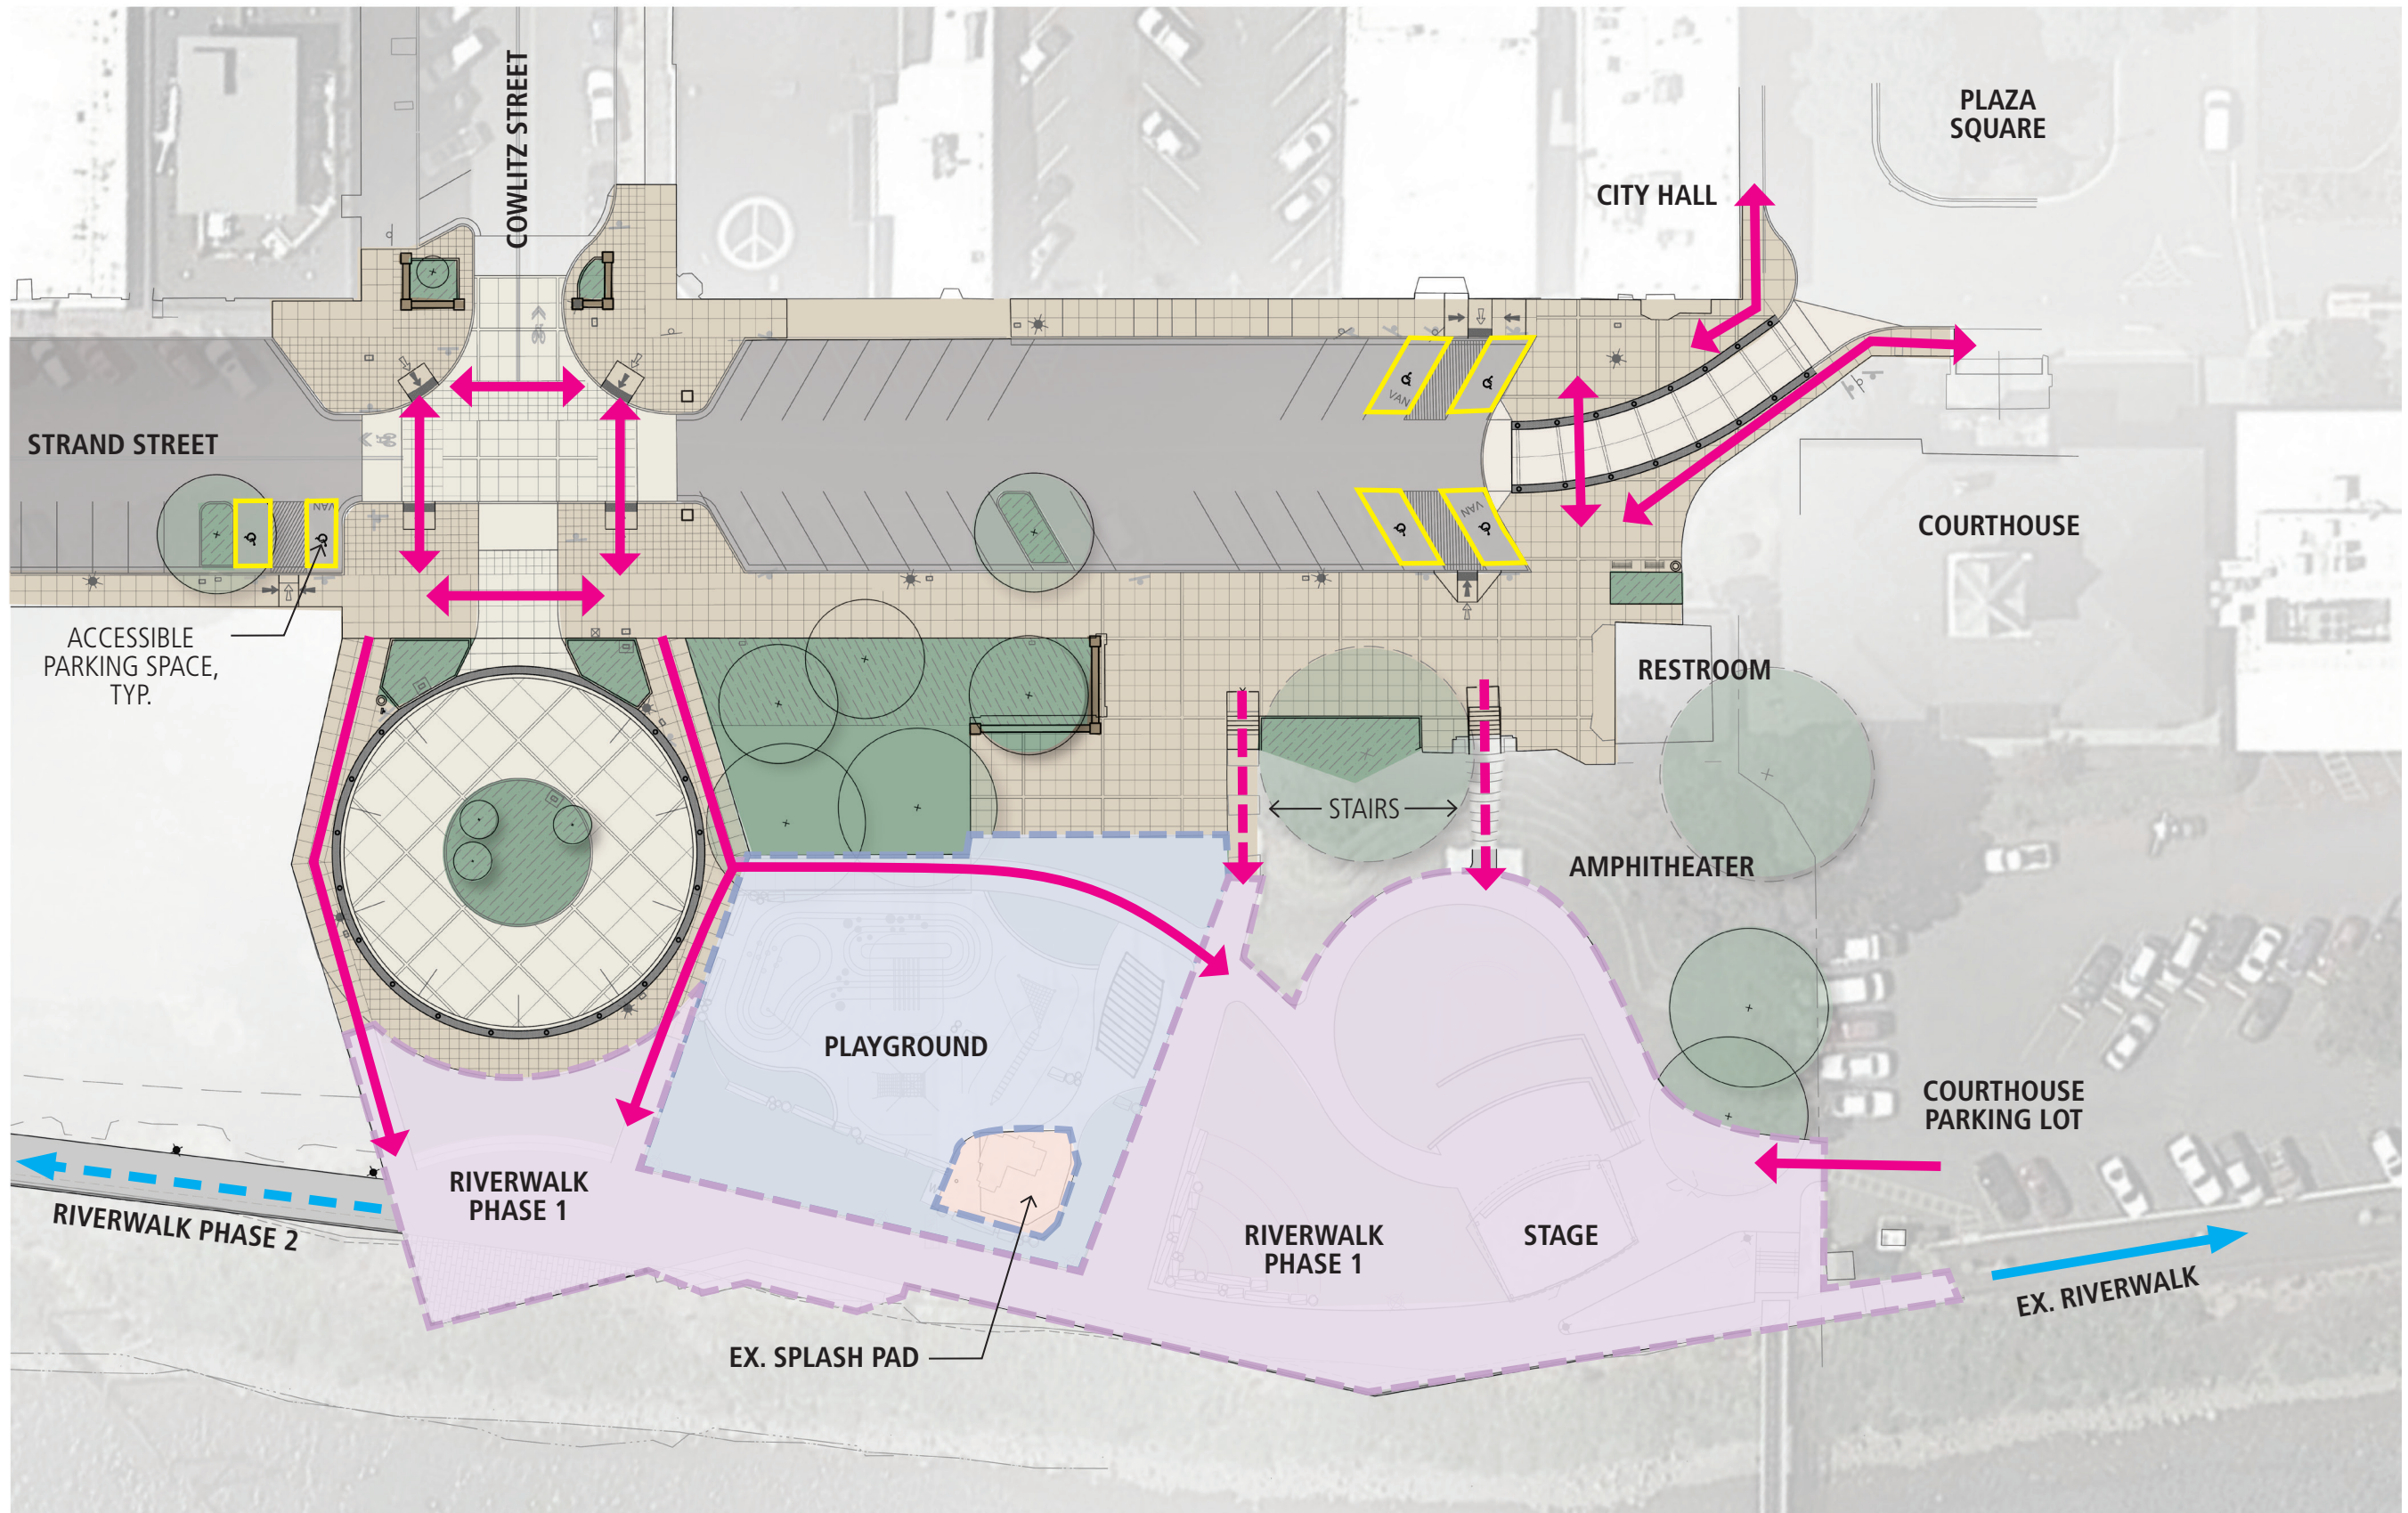 COWLITZ STREET
PLAZA
SQUARE
CITY HALL
STRAND STREET
VAN
VAN
VAN
COURTHOUSE
ACCESSIBLE
PARKING SPACE,
TYP.
RESTROOM
STAIRS
AMPHITHEATER
PLAYGROUND
COURTHOUSE
PARKING LOT
RIVERWALK
PHASE 1
RIVERWALK PHASE 2
RIVERWALK
PHASE 1
STAGE
EX. RIVERWALK
EX. SPLASH PAD